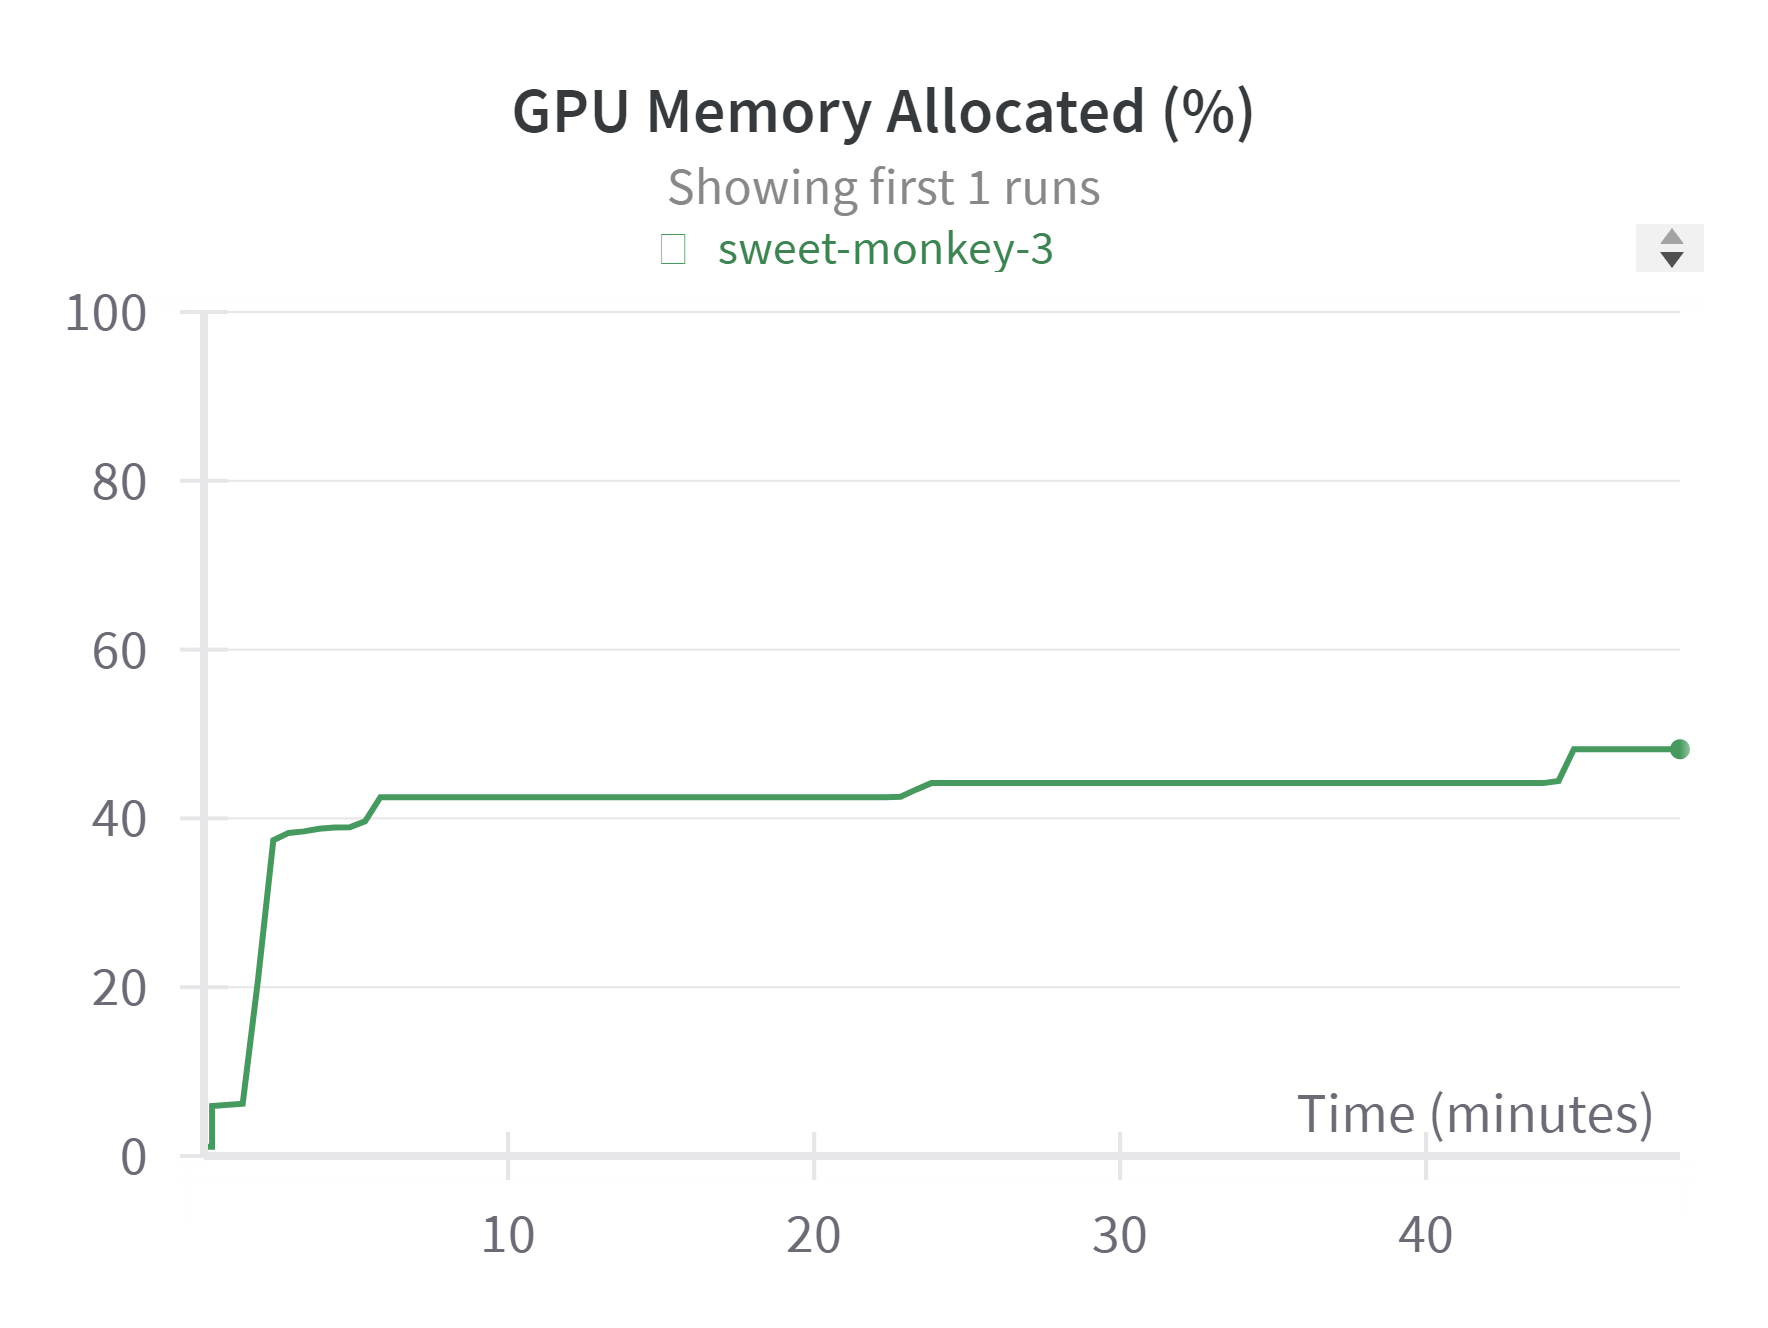 GPU Memory Allocated (%)
Showing first 1 runs
sweet-monkey-3
100
80
60
40
20
0
Time (minutes)
10 20 30 40